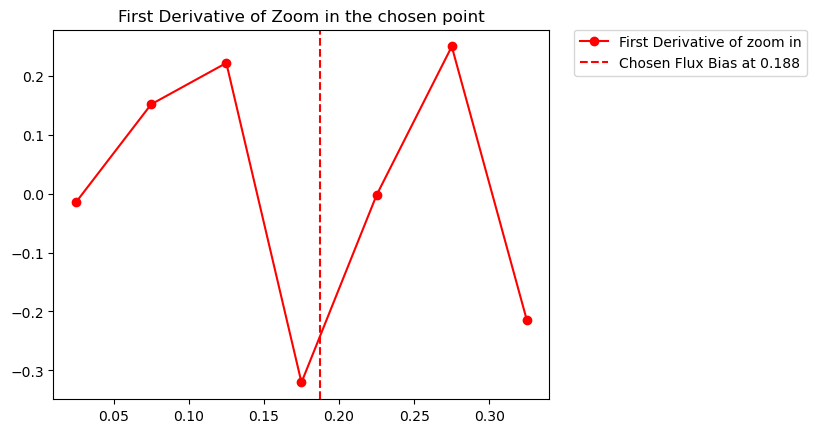 First Derivative of Zoom in the chosen point
First Derivative of zoom in
Chosen Flux Bias at 0.188
0.2
0.1
0.0
−0.1
−0.2
−0.3
0.05 0.10 0.15 0.20 0.25 0.30